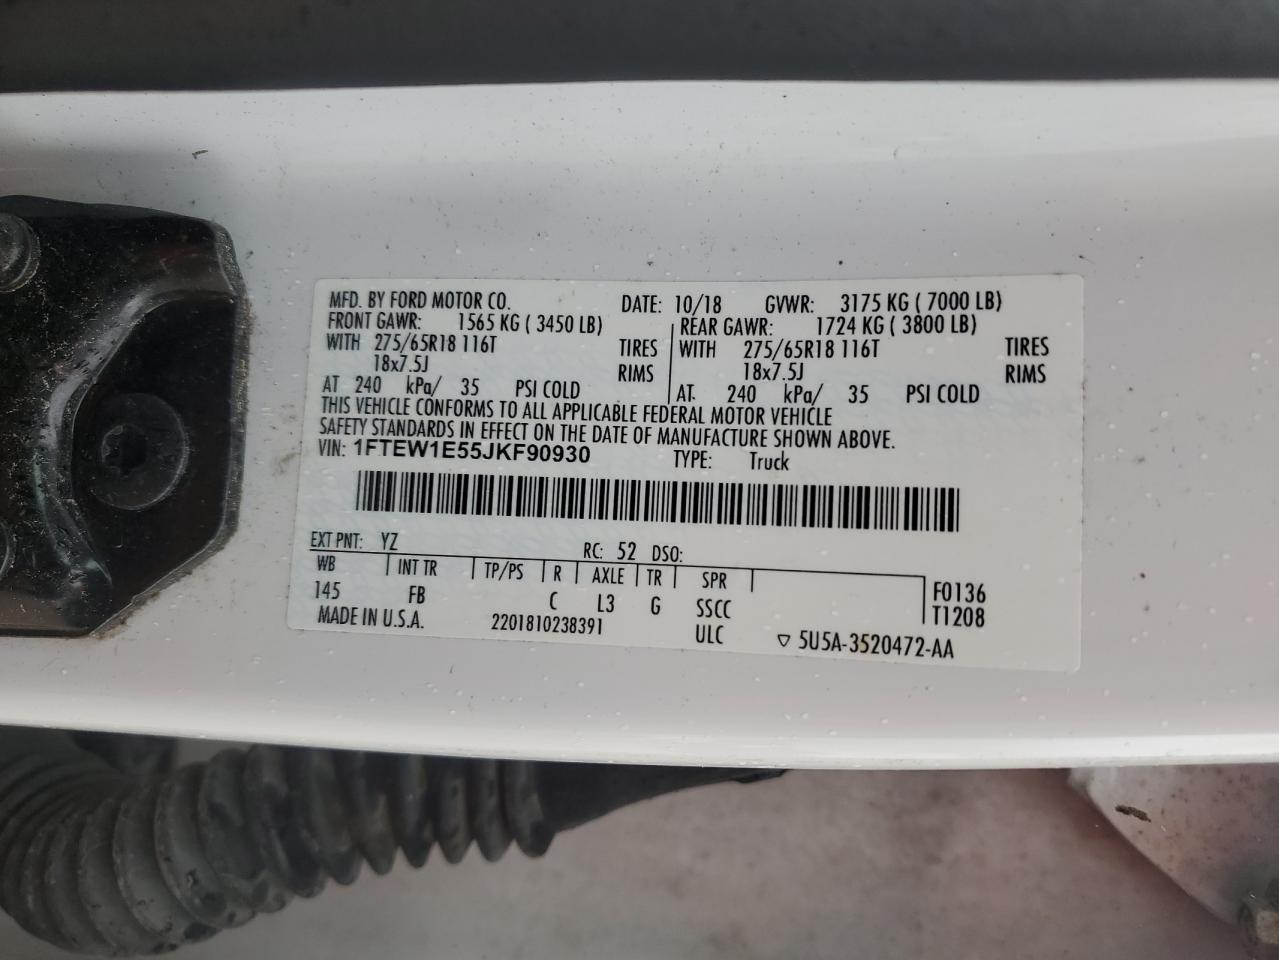 MFD. BY FORD MOTOR CO. DATE: 10/18 GVWR: 3175 KG ( 7000 LB)
FRONT GAWR: 1565 KG ( 3450 LB) REAR GAWR: 1724 KG ( 3800 LB)
WITH 275/65R18 116T TIRES WITH 275/65R18 116T TIRES
18x7.5J RIMS 18x7.5J RIMS
AT 240 kPa/ 35 PSI COLD AT 240 kPa/ 35 PSI COLD
THIS VEHICLE CONFORMS TO ALL APPLICABLE FEDERAL MOTOR VEHICLE
SAFETY STANDARDS IN EFFECT ON THE DATE OF MANUFACTURE SHOWN ABOVE.
VIN: 1FTEW1E55JKF90930 TYPE: Truck
EXT PNT: YZ RC: 52 DSO:
WB INT TR TP/PS R AXLE TR SPR F0136
145 FB C L3 G SSCC T1208
MADE IN U.S.A. 2201810238391 ULC ▽ 5U5A-3520472-AA